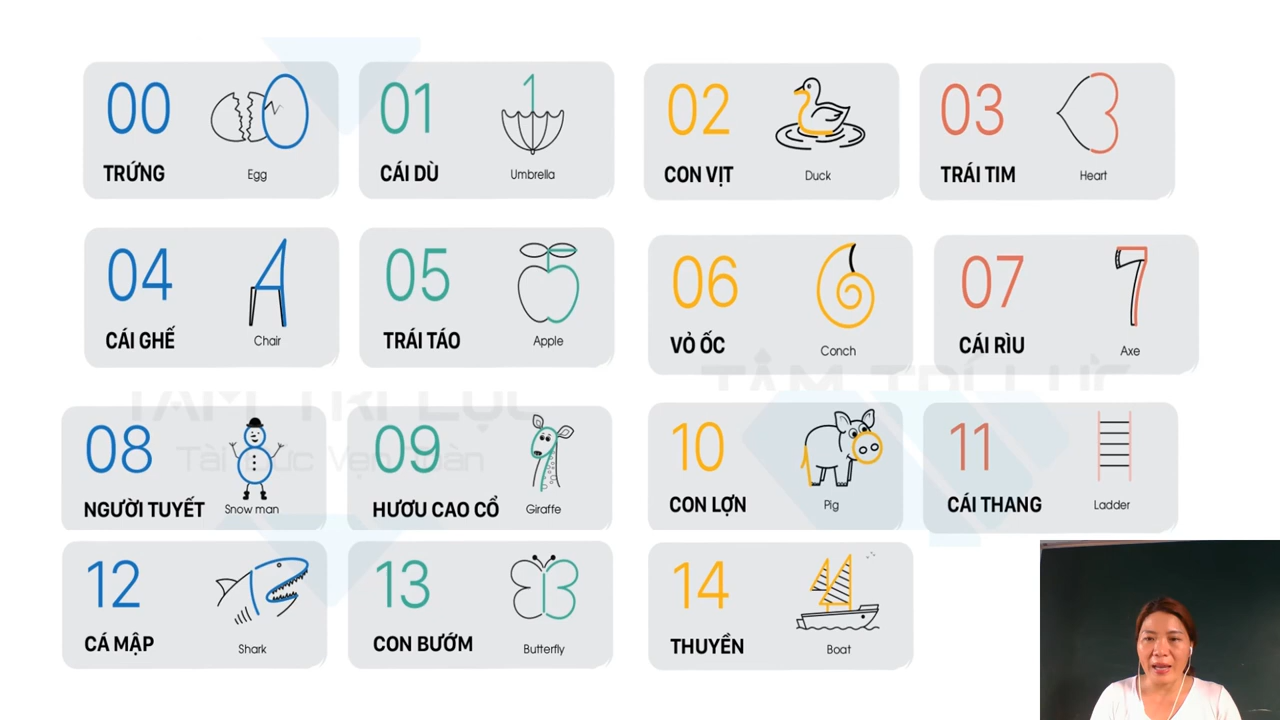 00
TRỨNG
Egg
01
CÁI DÙ
Umbrella
02
CON VỊT
Duck
03
TRÁI TIM
Heart
04
CÁI GHẾ
Chair
05
TRÁI TÁO
Apple
06
VỎ ỐC
Conch
07
CÁI RÌU
Axe
08
NGƯỜI TUYẾT
Snow man
09
HƯƠU CAO CỔ
Giraffe
10
CON LỢN
Pig
11
CÁI THANG
Ladder
12
CÁ MẬP
Shark
13
CON BƯỚM
Butterfly
14
THUYỀN
Boat
TÂM TRÍ LỰC